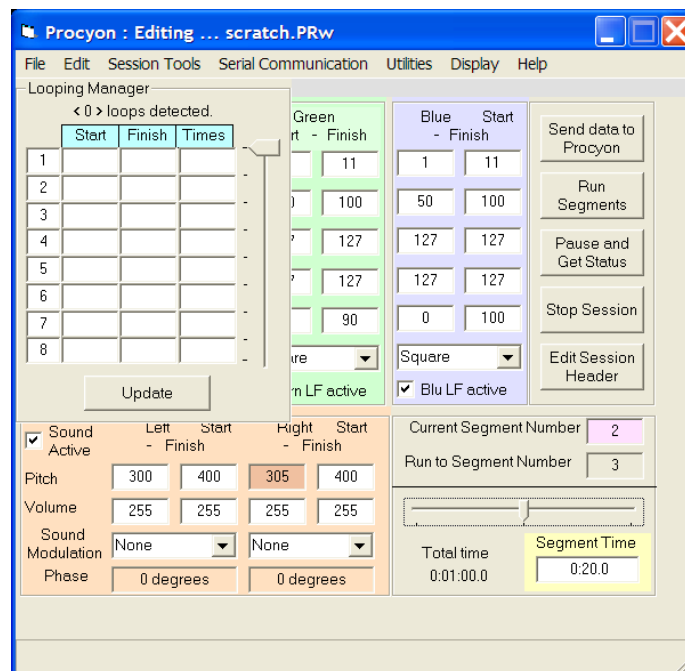 Procyon : Editing ... scratch.PRw
File Edit Session Tools Serial Communication Utilities Display Help
Looping Manager
< 0 > loops detected.
Start Finish Times
1
2
3
4
5
6
7
8
Update
Green
- Finish
11
100
127
127
90
LF active
Blue Start
- Finish
1 11
50 100
127 127
127 127
0 100
Square
Blu LF active
Send data to
Procyon
Run
Segments
Pause and
Get Status
Stop Session
Edit Session
Header
Sound
Active
Left Start
- Finish
Right Start
- Finish
Pitch 300 400 305 400
Volume 255 255 255 255
Sound
Modulation None None
Phase 0 degrees 0 degrees
Current Segment Number 2
Run to Segment Number 3
Total time
0:01:00.0
Segment Time
0:20.0